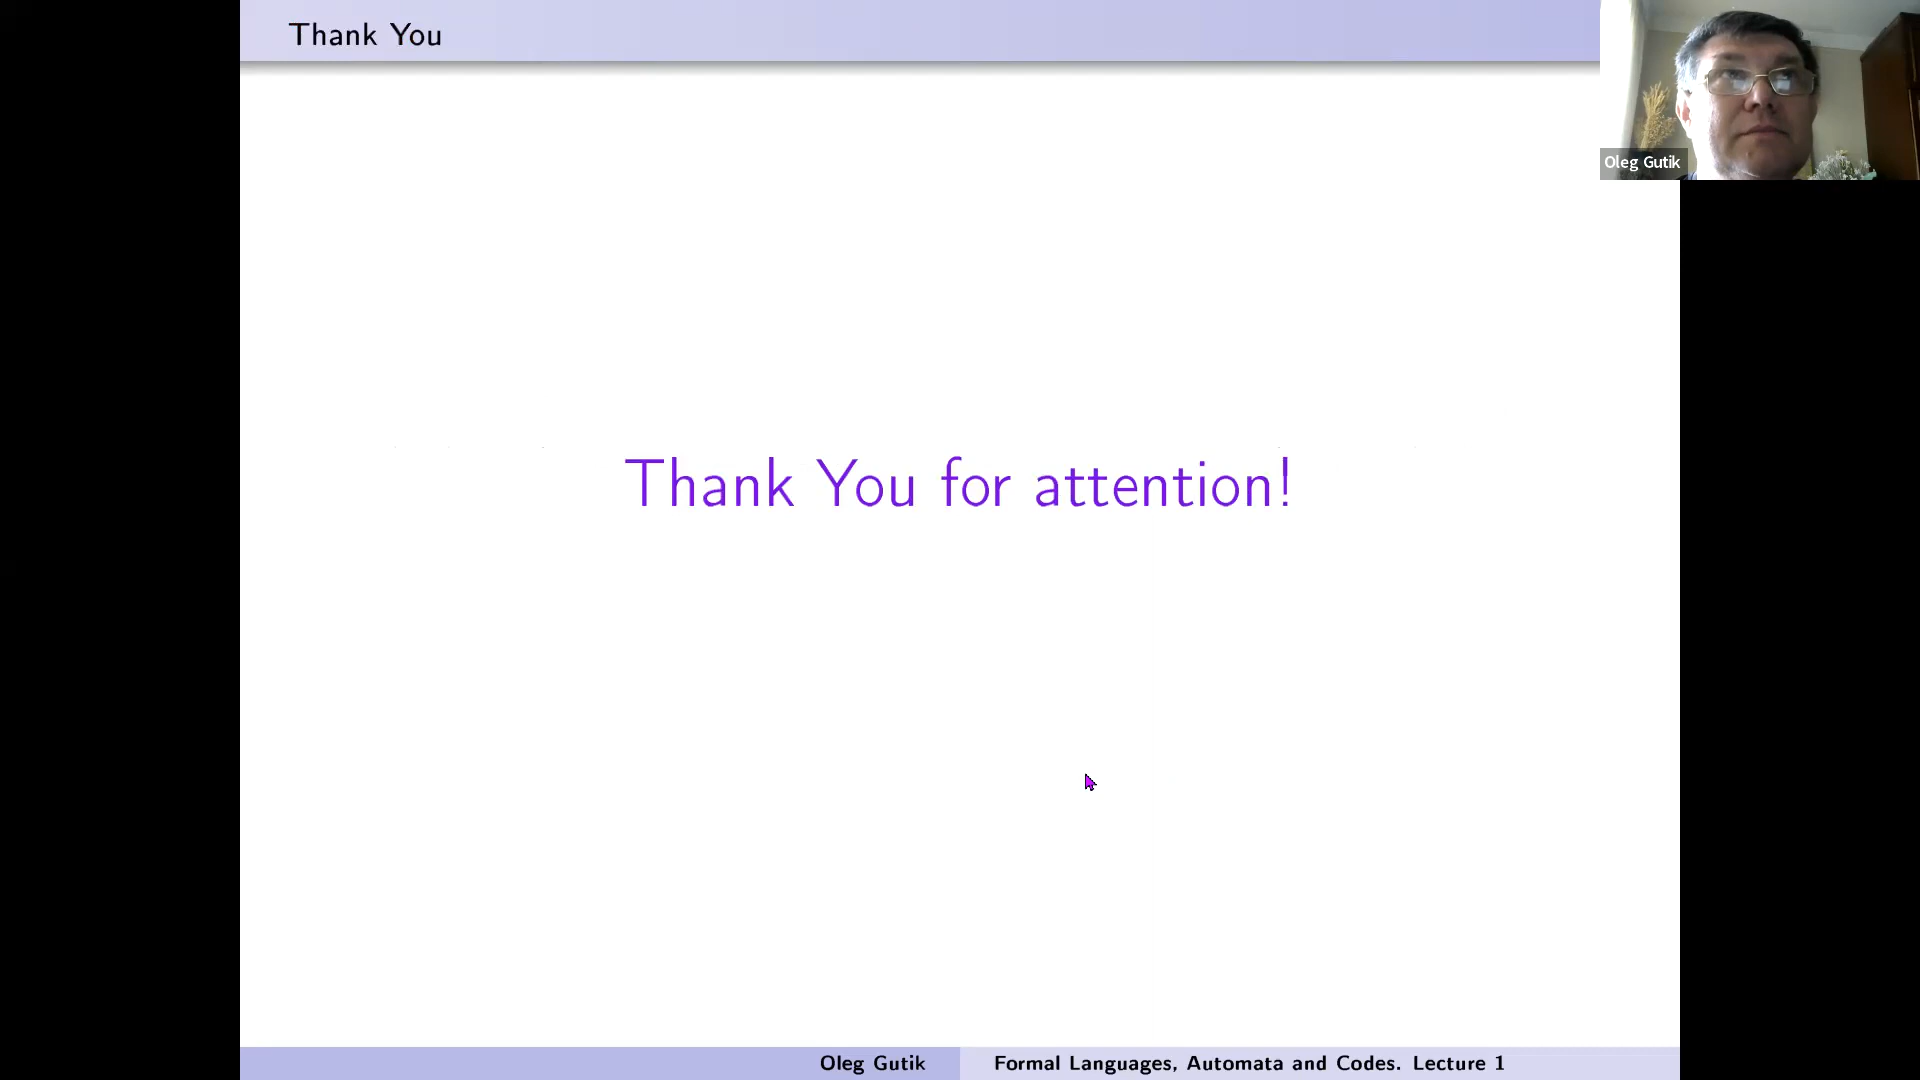 Thank You
Oleg Gutik
Thank You for attention!
Oleg Gutik
Formal Languages, Automata and Codes. Lecture 1